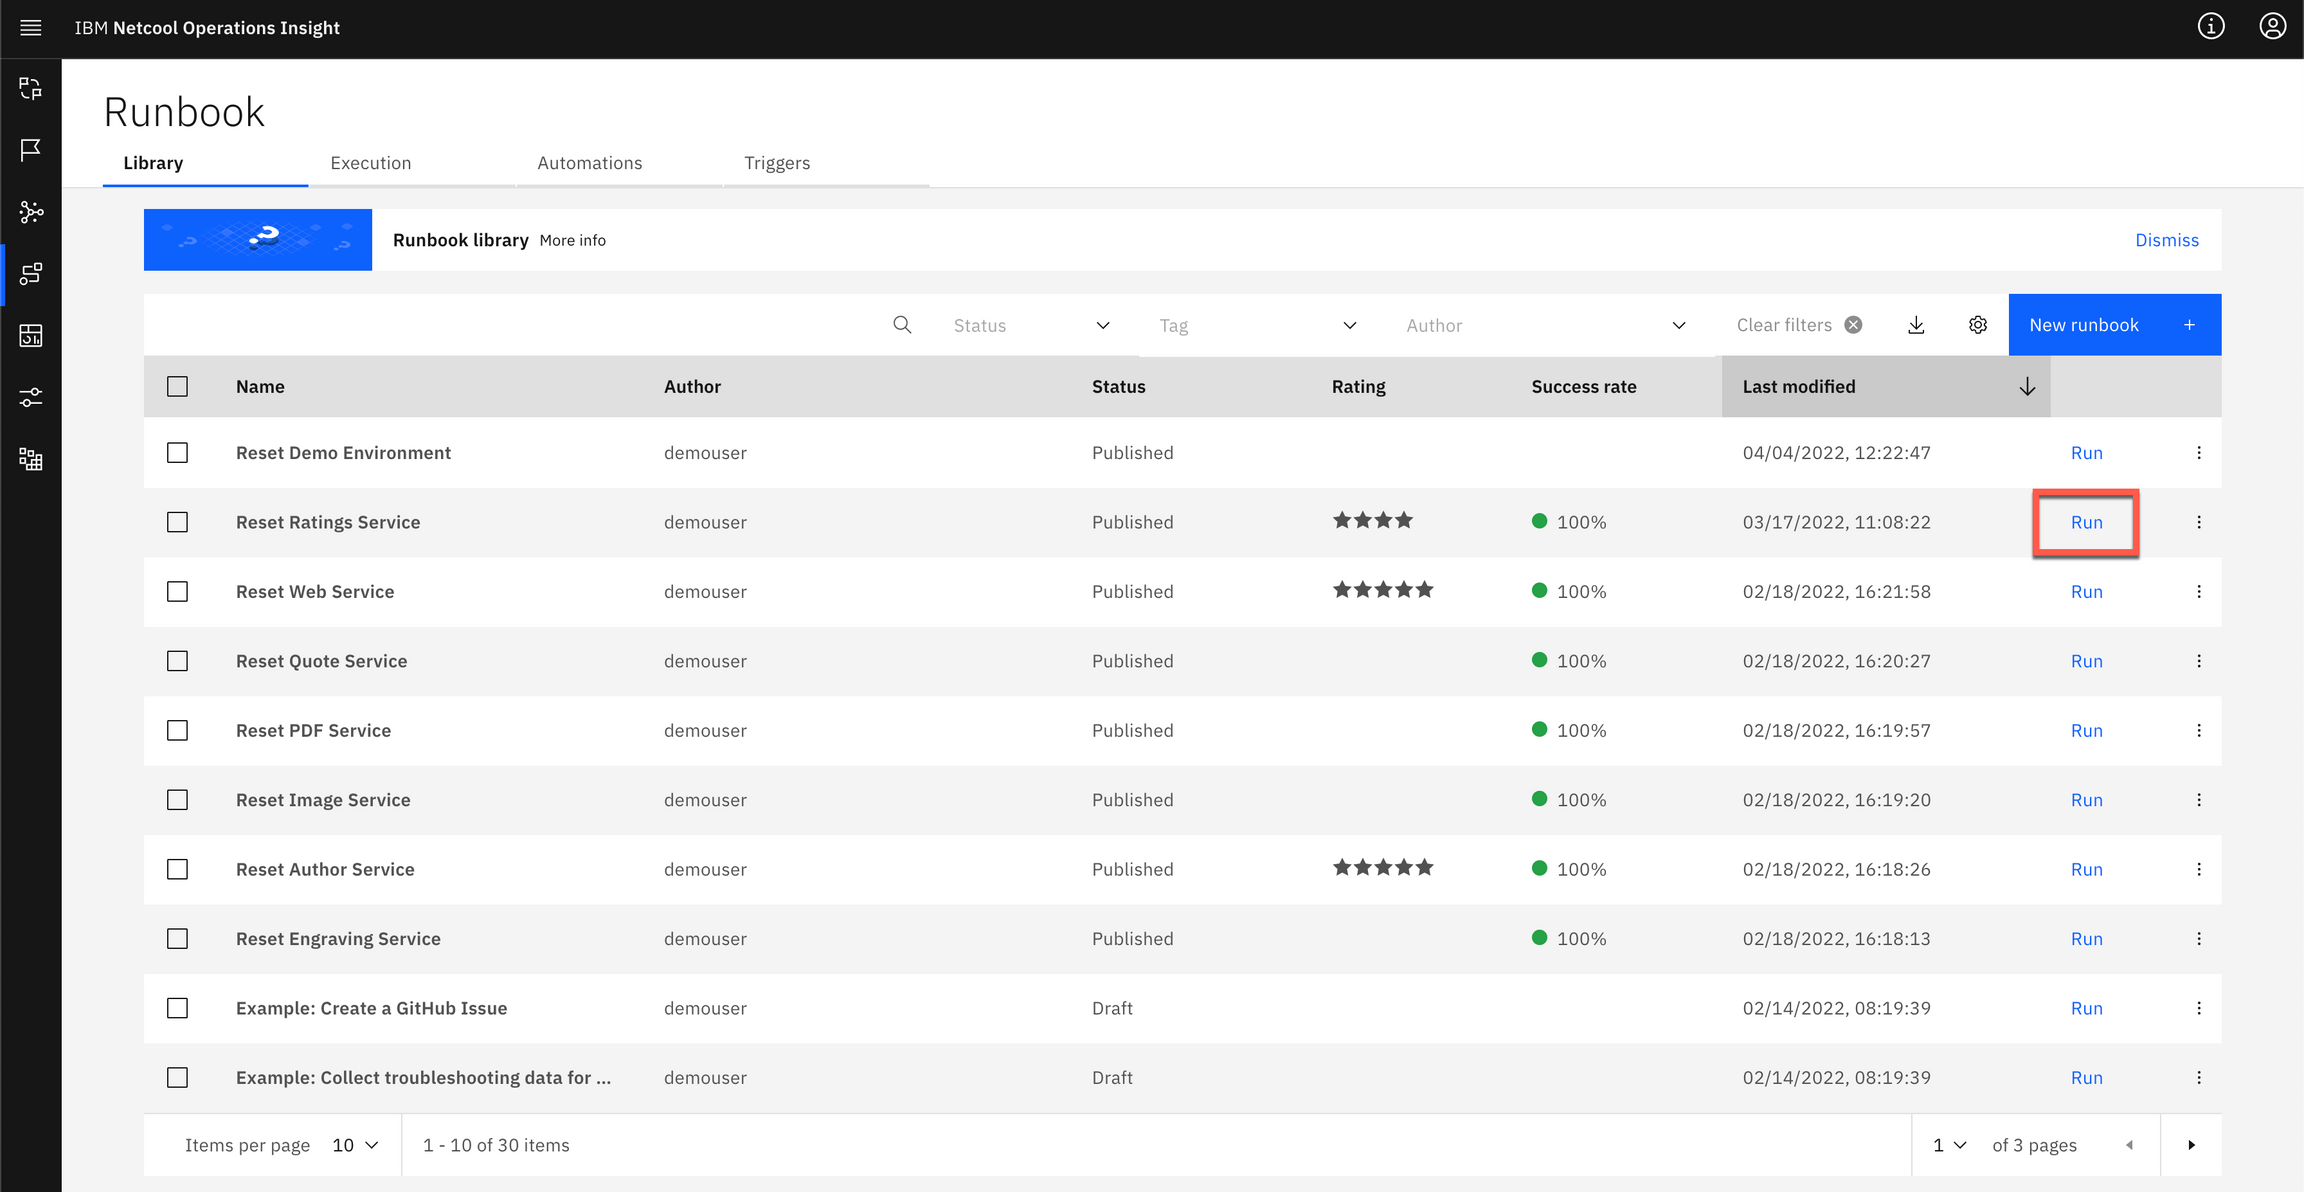 IBM Netcool Operations Insight
Runbook
Library Execution Automations Triggers
Runbook library More info Dismiss
Status Tag Author Clear filters New runbook +
Name Author Status Rating Success rate Last modified
Reset Demo Environment demouser Published 04/04/2022, 12:22:47 Run
Reset Ratings Service demouser Published 100% 03/17/2022, 11:08:22 Run
Reset Web Service demouser Published 100% 02/18/2022, 16:21:58 Run
Reset Quote Service demouser Published 100% 02/18/2022, 16:20:27 Run
Reset PDF Service demouser Published 100% 02/18/2022, 16:19:57 Run
Reset Image Service demouser Published 100% 02/18/2022, 16:19:20 Run
Reset Author Service demouser Published 100% 02/18/2022, 16:18:26 Run
Reset Engraving Service demouser Published 100% 02/18/2022, 16:18:13 Run
Example: Create a GitHub Issue demouser Draft 02/14/2022, 08:19:39 Run
Example: Collect troubleshooting data for ... demouser Draft 02/14/2022, 08:19:39 Run
Items per page 10 1 - 10 of 30 items 1 of 3 pages